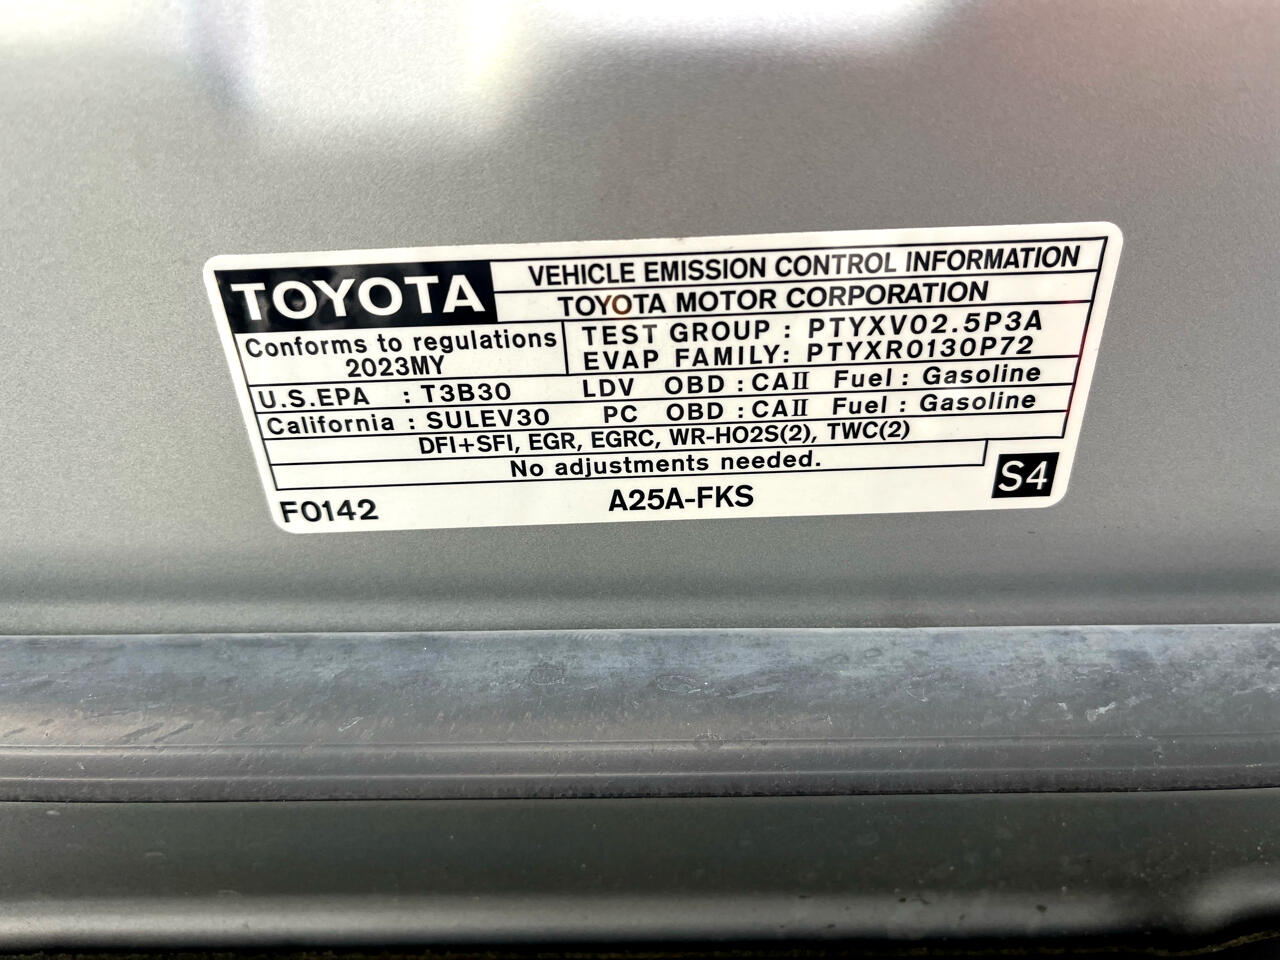 TOYOTA
VEHICLE EMISSION CONTROL INFORMATION
TOYOTA MOTOR CORPORATION
Conforms to regulations
2023MY
TEST GROUP : PTYXV02.5P3A
EVAP FAMILY: PTYXR0130P72
U.S.EPA : T3B30 LDV OBD : CAII Fuel : Gasoline
California : SULEV30 PC OBD : CAII Fuel : Gasoline
DFI+SFI, EGR, EGRC, WR-HO2S(2), TWC(2)
No adjustments needed.
F0142 A25A-FKS S4